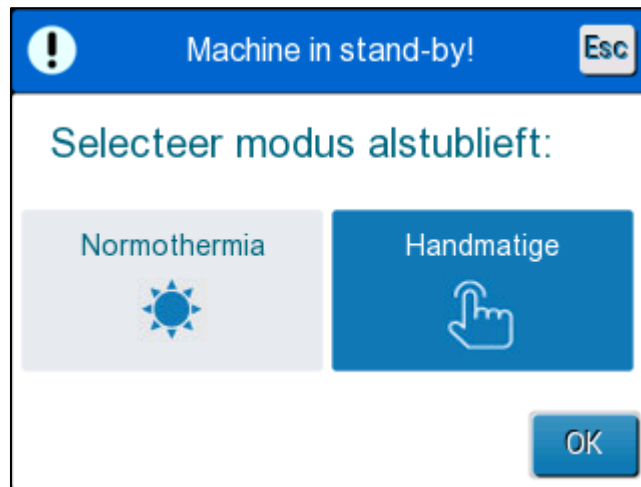 Machine in stand-by!
Esc
Selecteer modus alstublieft:
Normothermia
Handmatige
OK